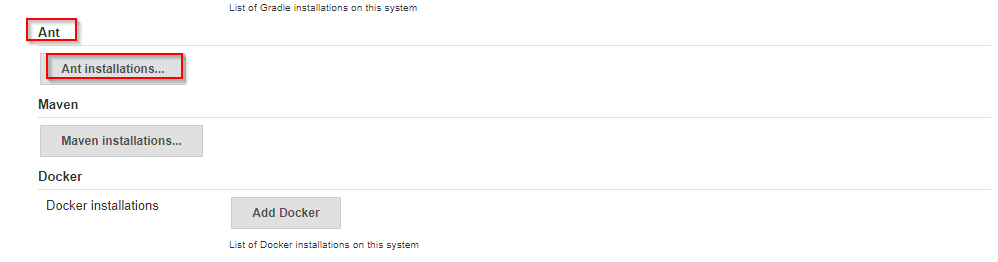 List of Gradle installations on this system
Ant
Ant installations...
Maven
Maven installations...
Docker
Docker installations
Add Docker
List of Docker installations on this system